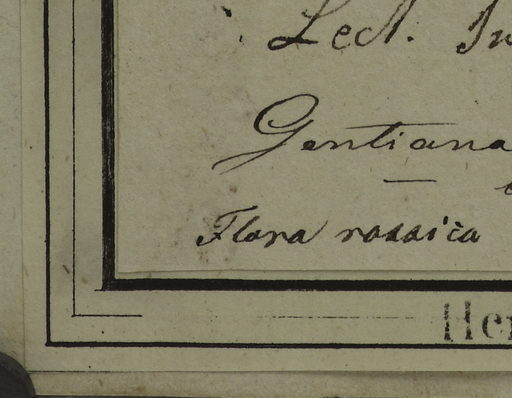 Lect.
Gentiana
Flora rossica